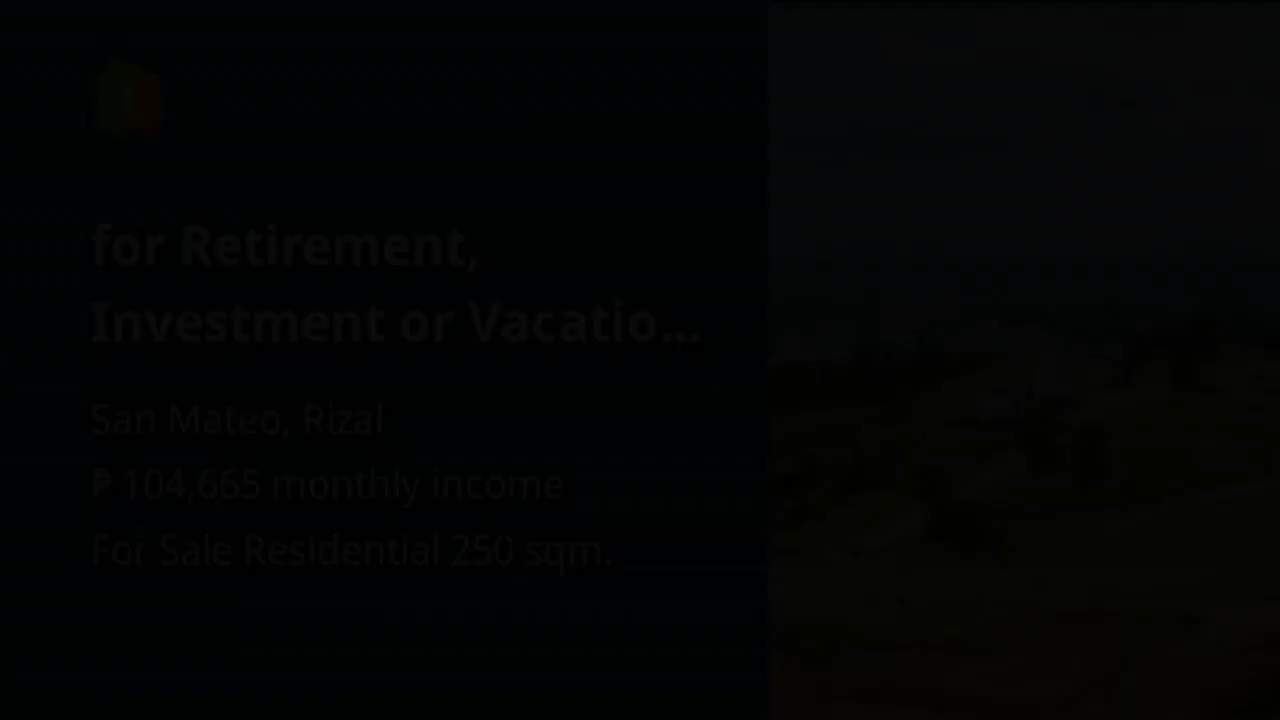 for Retirement,
Investment or Vacatio...
San Mateo, Rizal
₱ 104,665 monthly income
For Sale Residential 250 sqm.